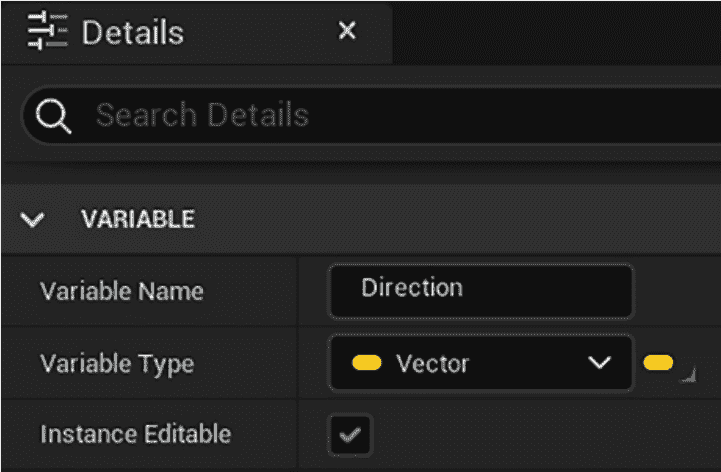 Details
Search Details
VARIABLE
Variable Name Direction
Variable Type Vector
Instance Editable